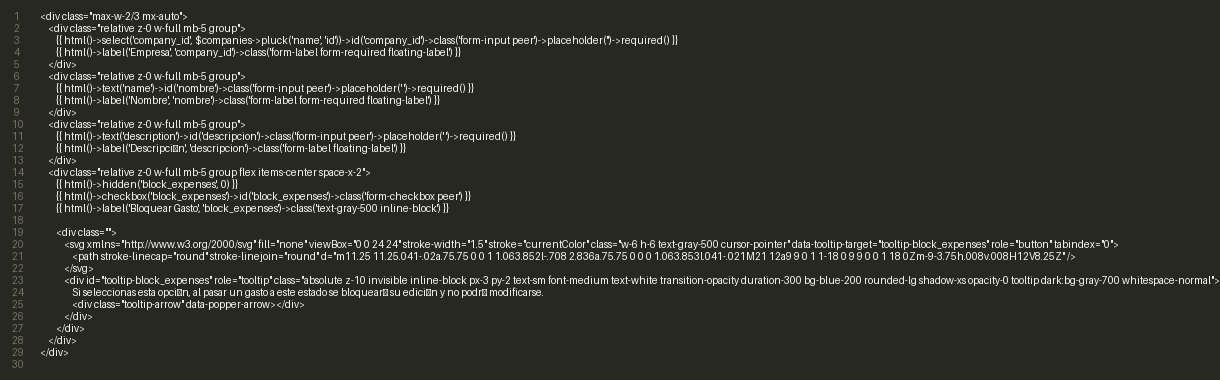 1 <div class="max-w-2/3 mx-auto">
2 <div class="relative z-0 w-full mb-5 group">
3 {{ html()->select('company_id', $companies->pluck('name', 'id'))->id('company_id')->class('form-input peer')->placeholder('')->required() }}
4 {{ html()->label('Empresa', 'company_id')->class('form-label form-required floating-label') }}
5 </div>
6 <div class="relative z-0 w-full mb-5 group">
7 {{ html()->text('name')->id('nombre')->class('form-input peer')->placeholder(' ')->required() }}
8 {{ html()->label('Nombre', 'nombre')->class('form-label form-required floating-label') }}
9 </div>
10 <div class="relative z-0 w-full mb-5 group">
11 {{ html()->text('description')->id('descripcion')->class('form-input peer')->placeholder(' ')->required() }}
12 {{ html()->label('Descripci▯n', 'descripcion')->class('form-label floating-label') }}
13 </div>
14 <div class="relative z-0 w-full mb-5 group flex items-center space-x-2">
15 {{ html()->hidden('block_expenses', 0) }}
16 {{ html()->checkbox('block_expenses')->id('block_expenses')->class('form-checkbox peer') }}
17 {{ html()->label('Bloquear Gasto', 'block_expenses')->class('text-gray-500 inline-block') }}
18
19 <div class="">
20 <svg xmlns="http://www.w3.org/2000/svg" fill="none" viewBox="0 0 24 24" stroke-width="1.5" stroke="currentColor" class="w-6 h-6 text-gray-500 cursor-pointer" data-tooltip-target="tooltip-block_expenses" role="button" tabindex="0">
21 <path stroke-linecap="round" stroke-linejoin="round" d="m11.25 11.25.041-.02a.75.75 0 0 1 1.063.852l-.708 2.836a.75.75 0 0 0 1.063.853l.041-.021M21 12a9 9 0 1 1-18 0 9 9 0 0 1 18 0Zm-9-3.75h.008v.008H12V8.25Z" />
22 </svg>
23 <div id="tooltip-block_expenses" role="tooltip" class="absolute z-10 invisible inline-block px-3 py-2 text-sm font-medium text-white transition-opacity duration-300 bg-blue-200 rounded-lg shadow-xs opacity-0 tooltip dark:bg-gray-700 whitespace-normal">
24 Si seleccionas esta opci▯n, al pasar un gasto a este estado se bloquear▯ su edici▯n y no podr▯ modificarse.
25 <div class="tooltip-arrow" data-popper-arrow></div>
26 </div>
27 </div>
28 </div>
29 </div>
30